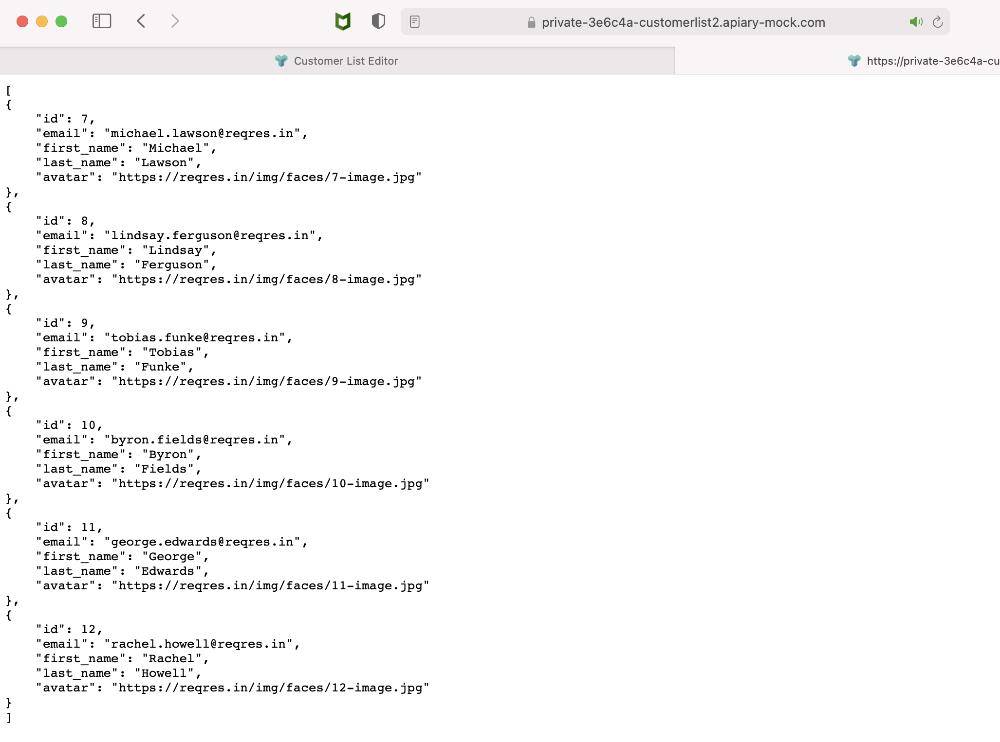 private-3e6c4a-customerlist2.apiary-mock.com
Customer List Editor
https://private-3e6c4a-cu
[
{
    "id": 7,
    "email": "michael.lawson@reqres.in",
    "first_name": "Michael",
    "last_name": "Lawson",
    "avatar": "https://reqres.in/img/faces/7-image.jpg"
},
{
    "id": 8,
    "email": "lindsay.ferguson@reqres.in",
    "first_name": "Lindsay",
    "last_name": "Ferguson",
    "avatar": "https://reqres.in/img/faces/8-image.jpg"
},
{
    "id": 9,
    "email": "tobias.funke@reqres.in",
    "first_name": "Tobias",
    "last_name": "Funke",
    "avatar": "https://reqres.in/img/faces/9-image.jpg"
},
{
    "id": 10,
    "email": "byron.fields@reqres.in",
    "first_name": "Byron",
    "last_name": "Fields",
    "avatar": "https://reqres.in/img/faces/10-image.jpg"
},
{
    "id": 11,
    "email": "george.edwards@reqres.in",
    "first_name": "George",
    "last_name": "Edwards",
    "avatar": "https://reqres.in/img/faces/11-image.jpg"
},
{
    "id": 12,
    "email": "rachel.howell@reqres.in",
    "first_name": "Rachel",
    "last_name": "Howell",
    "avatar": "https://reqres.in/img/faces/12-image.jpg"
}
]